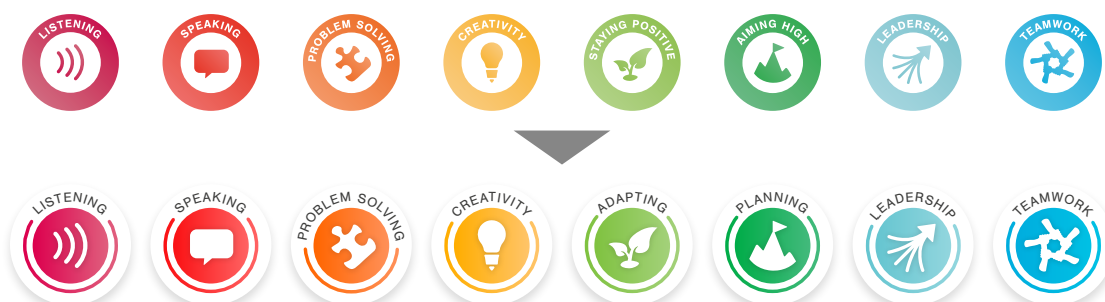 LISTENING
SPEAKING
PROBLEM SOLVING
CREATIVITY
STAYING POSITIVE
AIMING HIGH
LEADERSHIP
TEAMWORK
LISTENING
SPEAKING
PROBLEM SOLVING
CREATIVITY
ADAPTING
PLANNING
LEADERSHIP
TEAMWORK